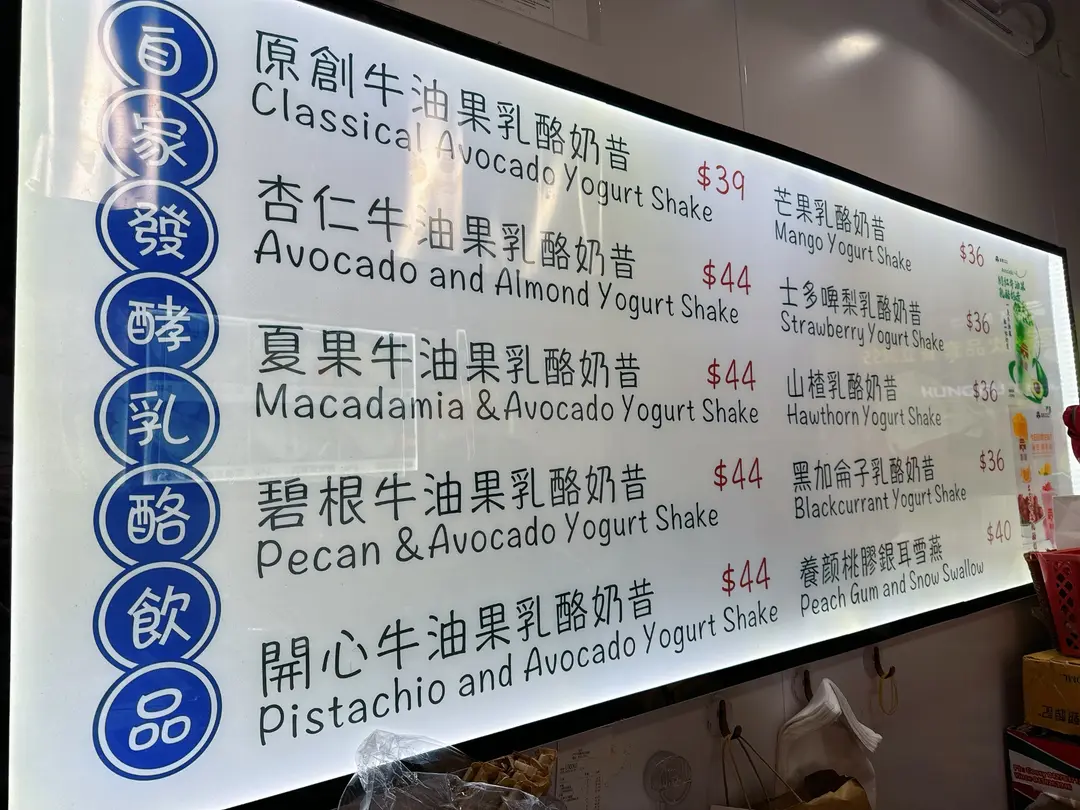 自家發酵乳酪飲品
原創牛油果乳酪奶昔
Classical Avocado Yogurt Shake
$39
杏仁牛油果乳酪奶昔
Avocado and Almond Yogurt Shake
$44
夏果牛油果乳酪奶昔
Macadamia & Avocado Yogurt Shake
$44
碧根牛油果乳酪奶昔
Pecan & Avocado Yogurt Shake
$44
開心牛油果乳酪奶昔
Pistachio and Avocado Yogurt Shake
$44
芒果乳酪奶昔
Mango Yogurt Shake
$36
士多啤梨乳酪奶昔
Strawberry Yogurt Shake
$36
山楂乳酪奶昔
Hawthorn Yogurt Shake
$36
黑加侖子乳酪奶昔
Blackcurrant Yogurt Shake
$36
養颜桃膠銀耳雪燕
Peach Gum and Snow Swallow
$40